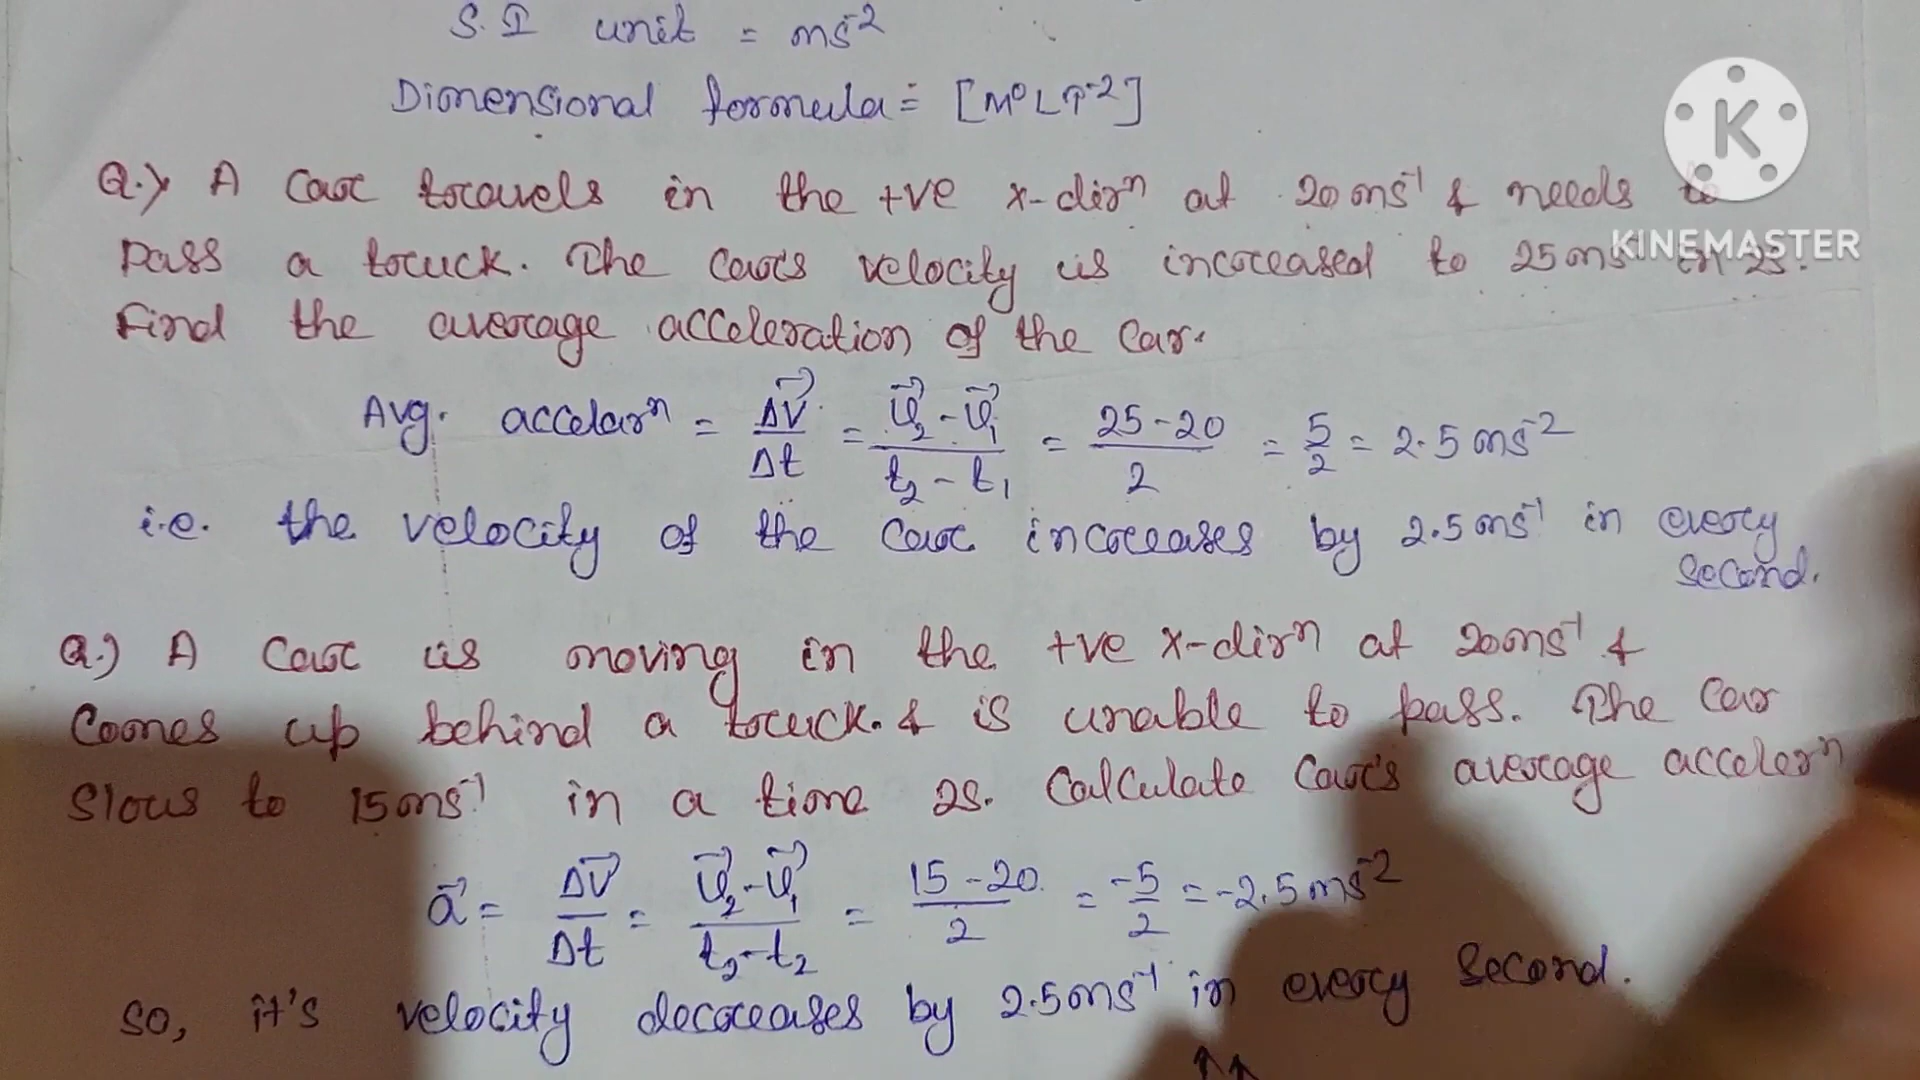 S.I unit = ms⁻²
Dimensional formula = [M⁰LT⁻²]
Q.) A car travels in the +ve x-dirⁿ at 20 ms⁻¹ & needs to
pass a truck. The car's velocity is increased to 25 ms⁻¹ in 2s.
Find the average acceleration of the car.
Avg. accelarⁿ = Δv⃗/Δt = (v⃗₂ - v⃗₁)/(t₂ - t₁) = (25 - 20)/2 = 5/2 = 2.5 ms⁻²
i.e. the velocity of the car increases by 2.5 ms⁻¹ in every
second.
Q.) A car is moving in the +ve x-dirⁿ at 20 ms⁻¹ &
comes up behind a truck. & is unable to pass. The car
slows to 15 ms⁻¹ in a time 2s. Calculate car's average accelerⁿ
a⃗ = Δv⃗/Δt = (v⃗₂ - v⃗₁)/(t₂ - t₂) = (15 - 20)/2 = -5/2 = -2.5 ms⁻²
so, it's velocity decreases by 2.5 ms⁻¹ in every second.
K
KINEMASTER